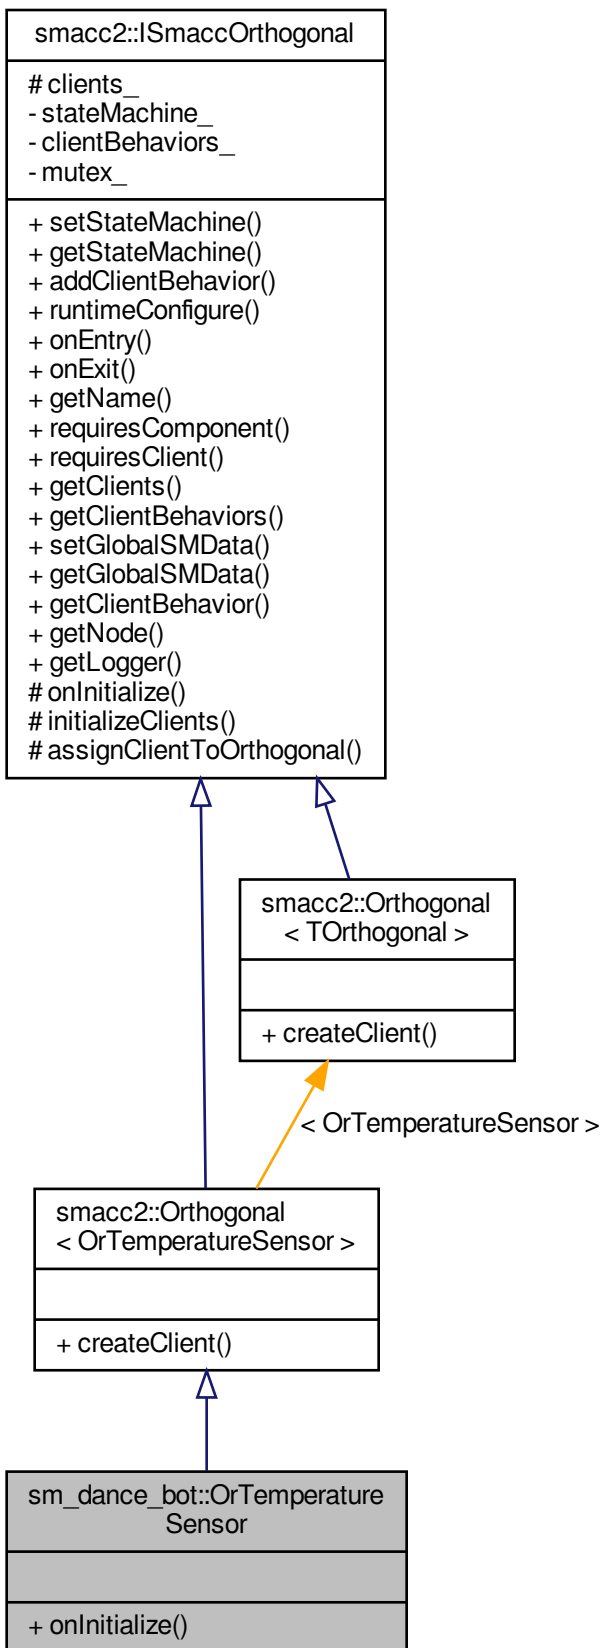 smacc2::ISmaccOrthogonal
# clients_
- stateMachine_
- clientBehaviors_
- mutex_
+ setStateMachine()
+ getStateMachine()
+ addClientBehavior()
+ runtimeConfigure()
+ onEntry()
+ onExit()
+ getName()
+ requiresComponent()
+ requiresClient()
+ getClients()
+ getClientBehaviors()
+ setGlobalSMData()
+ getGlobalSMData()
+ getClientBehavior()
+ getNode()
+ getLogger()
# onInitialize()
# initializeClients()
# assignClientToOrthogonal()
smacc2::Orthogonal
< TOrthogonal >
+ createClient()
< OrTemperatureSensor >
smacc2::Orthogonal
< OrTemperatureSensor >
+ createClient()
sm_dance_bot::OrTemperature
Sensor
+ onInitialize()